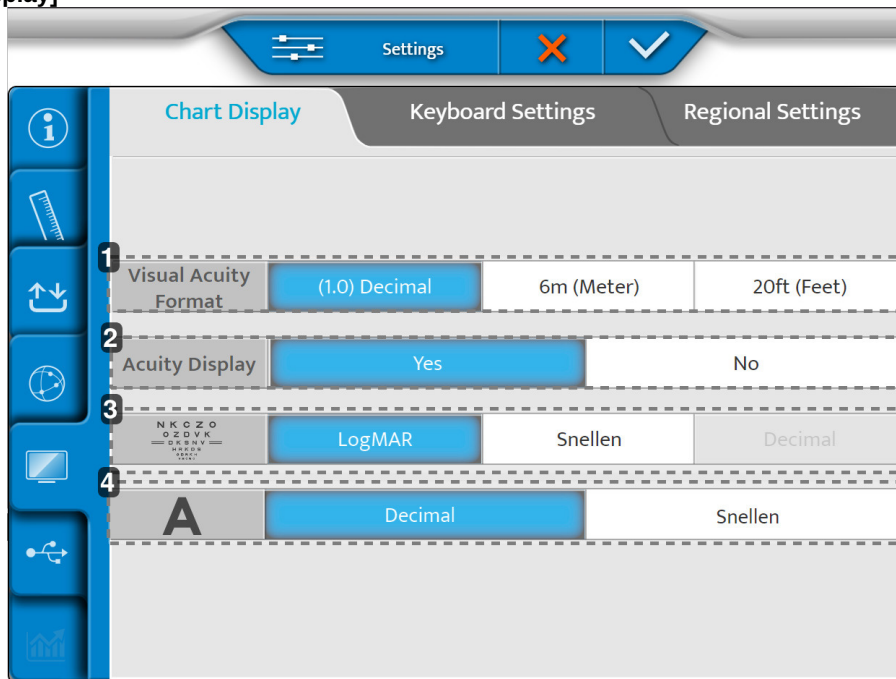 play]
Settings
Chart Display
Keyboard Settings
Regional Settings
1
Visual Acuity
Format
(1.0) Decimal
6m (Meter)
20ft (Feet)
2
Acuity Display
Yes
No
3
N K C Z O
O Z D V K
D K S N V
LogMAR
Snellen
Decimal
4
A
Decimal
Snellen